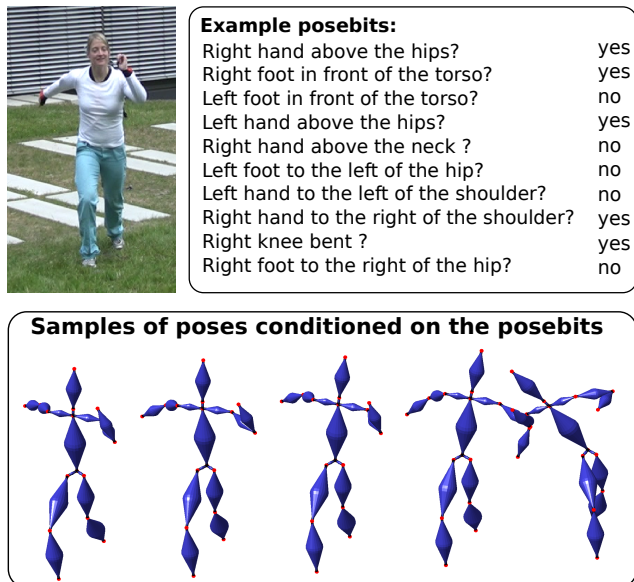 Example posebits:
Right hand above the hips? yes
Right foot in front of the torso? yes
Left foot in front of the torso? no
Left hand above the hips? yes
Right hand above the neck ? no
Left foot to the left of the hip? no
Left hand to the left of the shoulder? no
Right hand to the right of the shoulder? yes
Right knee bent ? yes
Right foot to the right of the hip? no
Samples of poses conditioned on the posebits